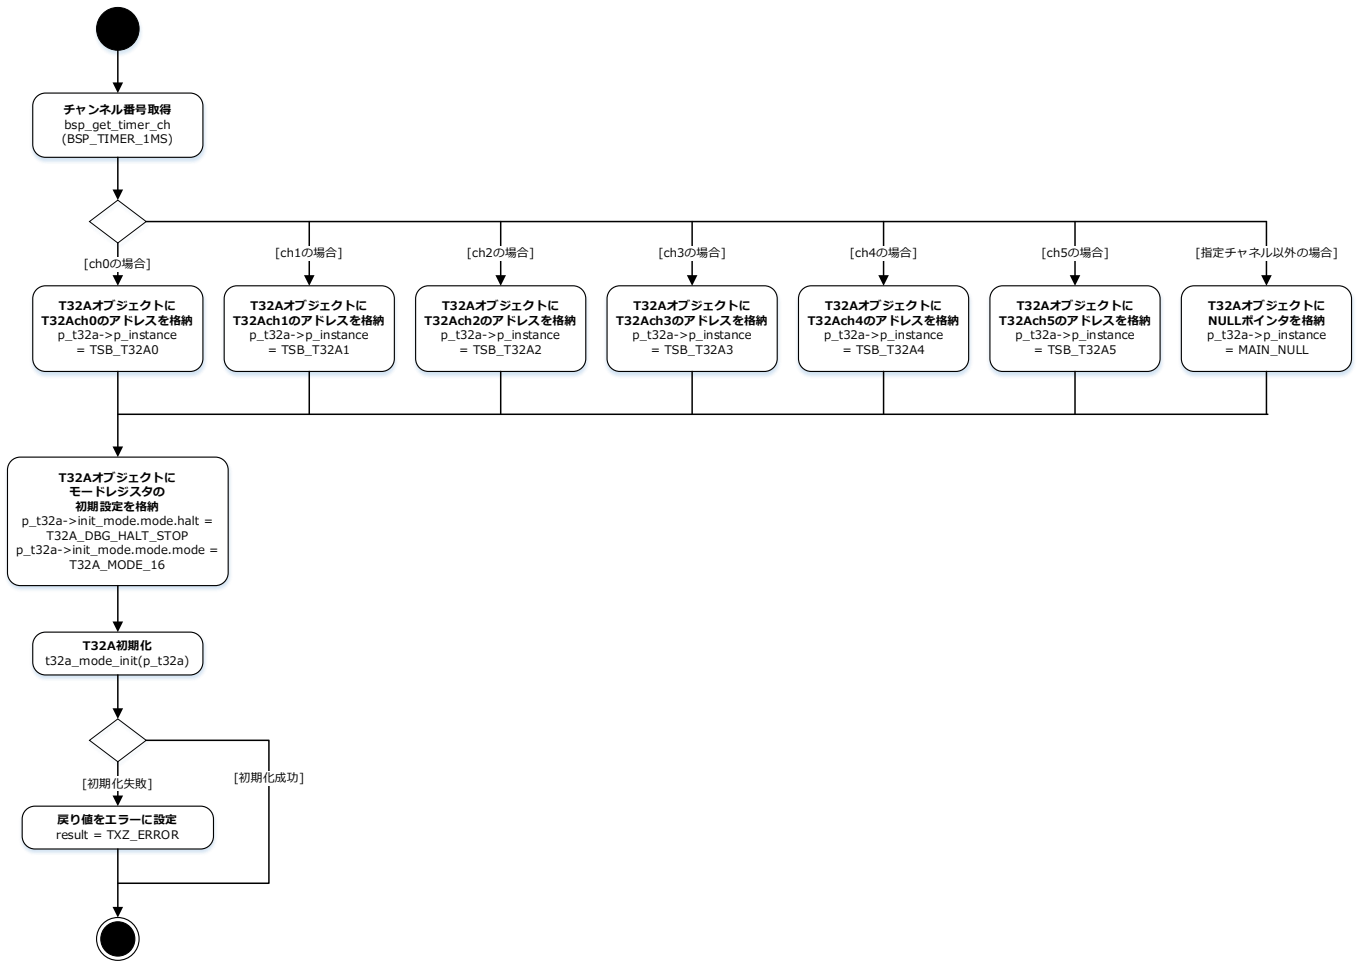 チャンネル番号取得
bsp_get_timer_ch
(BSP_TIMER_1MS)
[ch0の場合]
[ch1の場合]
[ch2の場合]
[ch3の場合]
[ch4の場合]
[ch5の場合]
[指定チャネル以外の場合]
T32Aオブジェクトに
T32Ach0のアドレスを格納
p_t32a->p_instance
= TSB_T32A0
T32Aオブジェクトに
T32Ach1のアドレスを格納
p_t32a->p_instance
= TSB_T32A1
T32Aオブジェクトに
T32Ach2のアドレスを格納
p_t32a->p_instance
= TSB_T32A2
T32Aオブジェクトに
T32Ach3のアドレスを格納
p_t32a->p_instance
= TSB_T32A3
T32Aオブジェクトに
T32Ach4のアドレスを格納
p_t32a->p_instance
= TSB_T32A4
T32Aオブジェクトに
T32Ach5のアドレスを格納
p_t32a->p_instance
= TSB_T32A5
T32Aオブジェクトに
NULLポインタを格納
p_t32a->p_instance
= MAIN_NULL
T32Aオブジェクトに
モードレジスタの
初期設定を格納
p_t32a->init_mode.mode.halt =
T32A_DBG_HALT_STOP
p_t32a->init_mode.mode.mode =
T32A_MODE_16
T32A初期化
t32a_mode_init(p_t32a)
[初期化失敗]
[初期化成功]
戻り値をエラーに設定
result = TXZ_ERROR